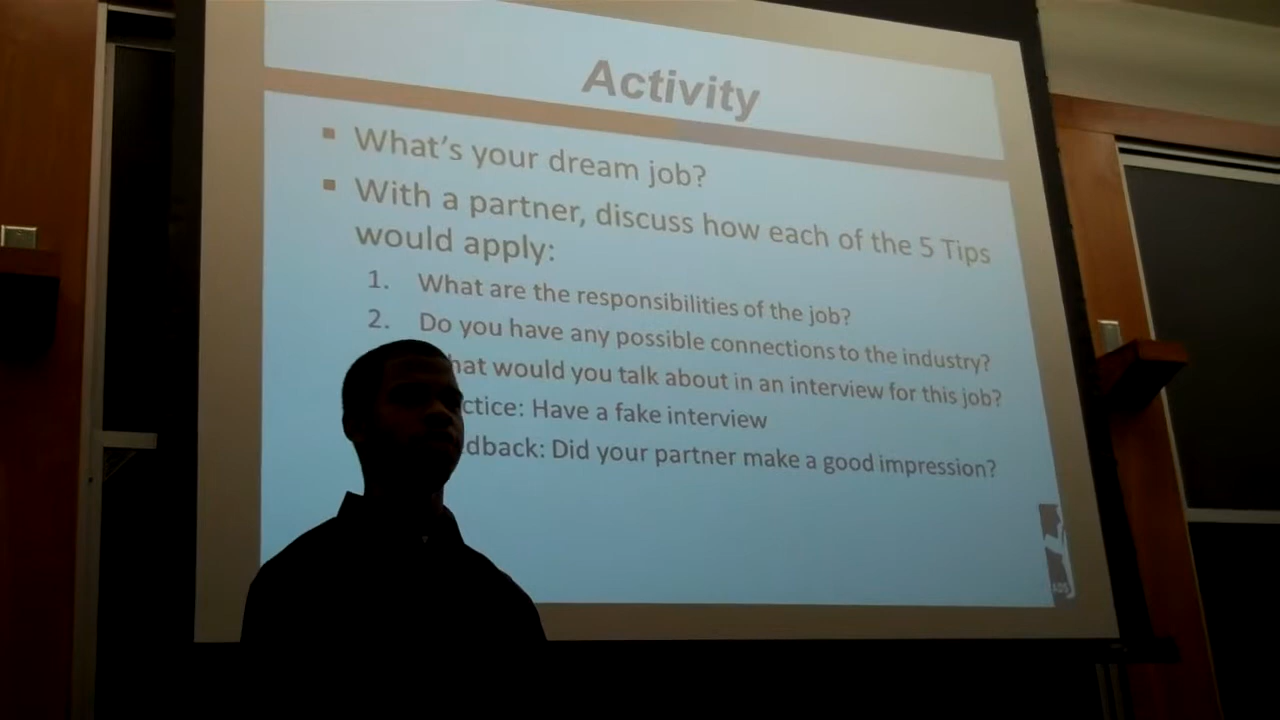 Activity
What's your dream job?
With a partner, discuss how each of the 5 Tips
would apply:
1. What are the responsibilities of the job?
2. Do you have any possible connections to the industry?
hat would you talk about in an interview for this job?
ctice: Have a fake interview
dback: Did your partner make a good impression?